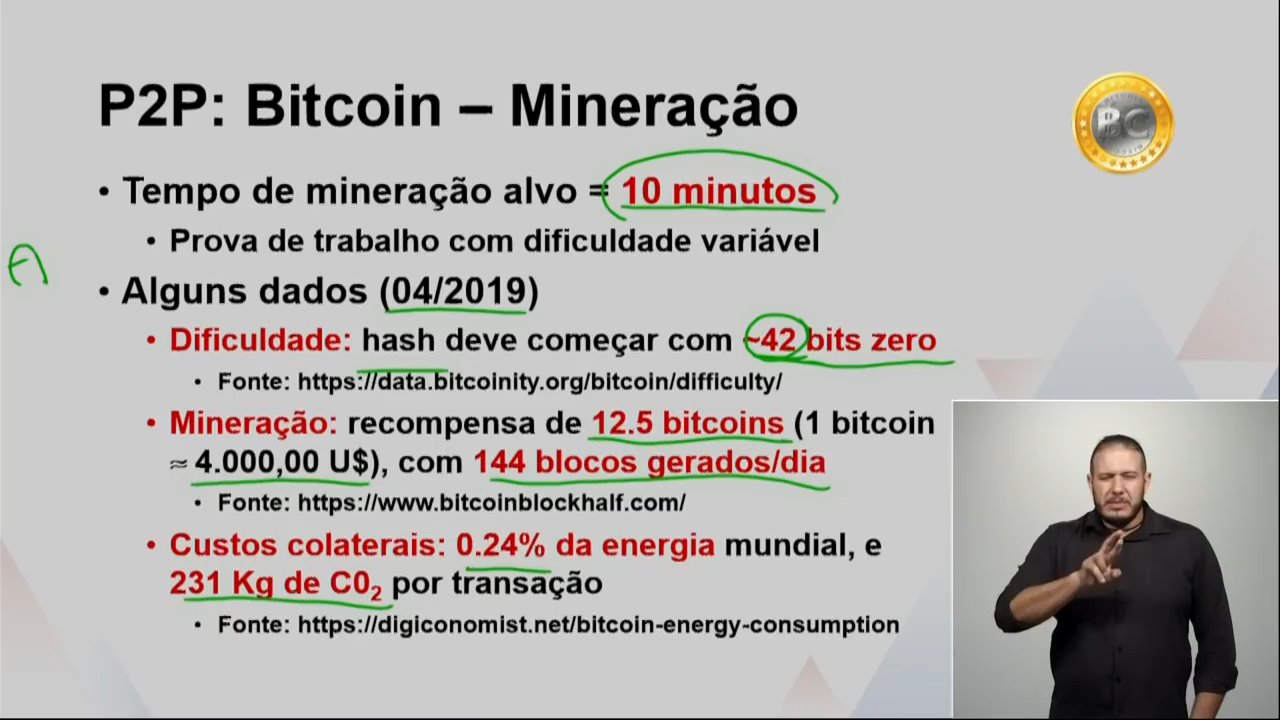 P2P: Bitcoin – Mineração
• Tempo de mineração alvo = 10 minutos
• Prova de trabalho com dificuldade variável
• Alguns dados (04/2019)
• Dificuldade: hash deve começar com ~42 bits zero
• Fonte: https://data.bitcoinity.org/bitcoin/difficulty/
• Mineração: recompensa de 12.5 bitcoins (1 bitcoin
≈ 4.000,00 U$), com 144 blocos gerados/dia
• Fonte: https://www.bitcoinblockhalf.com/
• Custos colaterais: 0.24% da energia mundial, e
231 Kg de C0₂ por transação
• Fonte: https://digiconomist.net/bitcoin-energy-consumption
BC